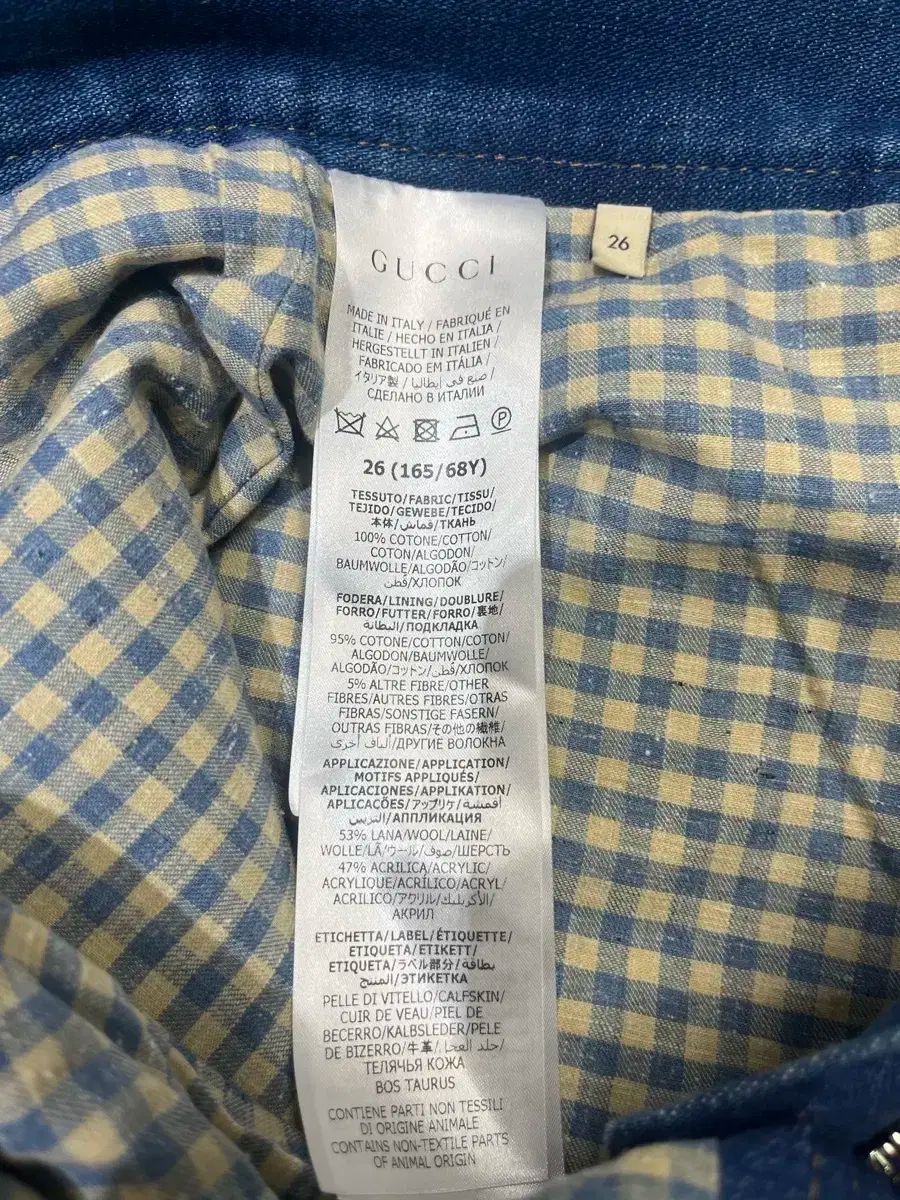 GUCCI
26
MADE IN ITALY / FABRIQUÉ EN
ITALIE / HECHO EN ITALIA /
HERGESTELLT IN ITALIEN /
FABRICADO EM ITÁLIA /
イタリア製 / صنع في ايطاليا /
СДЕЛАНО В ИТАЛИИ
P
26 (165/68Y)
TESSUTO/FABRIC/TISSU/
TEJIDO/GEWEBE/TECIDO/
本体/قماش/ТКАНЬ
100% COTONE/COTTON/
COTON/ALGODON/
BAUMWOLLE/ALGODÃO/コットン/
قطن/ХЛОПОК
FODERA/LINING/DOUBLURE/
FORRO/FUTTER/FORRO/裏地/
البطانة/ПОДКЛАДКА
95% COTONE/COTTON/COTON/
ALGODON/BAUMWOLLE/
ALGODÃO/コットン/قطن/ХЛОПОК
5% ALTRE FIBRE/OTHER
FIBRES/AUTRES FIBRES/OTRAS
FIBRAS/SONSTIGE FASERN/
OUTRAS FIBRAS/その他の繊維/
ألياف أخرى/ДРУГИЕ ВОЛОКНА
APPLICAZIONE/APPLICATION/
MOTIFS APPLIQUÉS/
APLICACIONES/APPLIKATION/
APLICAÇÕES/アップリケ/أقمشة
التزيين/АППЛИКАЦИЯ
53% LANA/WOOL/LAINE/
WOLLE/LÃ/ウール/صوف/ШЕРСТЬ
47% ACRILICA/ACRYLIC/
ACRYLIQUE/ACRÍLICO/ACRYL/
ACRILICO/アクリル/الأكريليك/
АКРИЛ
ETICHETTA/LABEL/ÉTIQUETTE/
ETIQUETA/ETIKETT/
ETIQUETA/ラベル部分/بطاقة
المنتج/ЭТИКЕТКА
PELLE DI VITELLO/CALFSKIN/
CUIR DE VEAU/PIEL DE
BECERRO/KALBSLEDER/PELE
DE BIZERRO/牛革/جلد العجل/
ТЕЛЯЧЬЯ КОЖА
BOS TAURUS
CONTIENE PARTI NON TESSILI
DI ORIGINE ANIMALE
CONTAINS NON-TEXTILE PARTS
OF ANIMAL ORIGIN